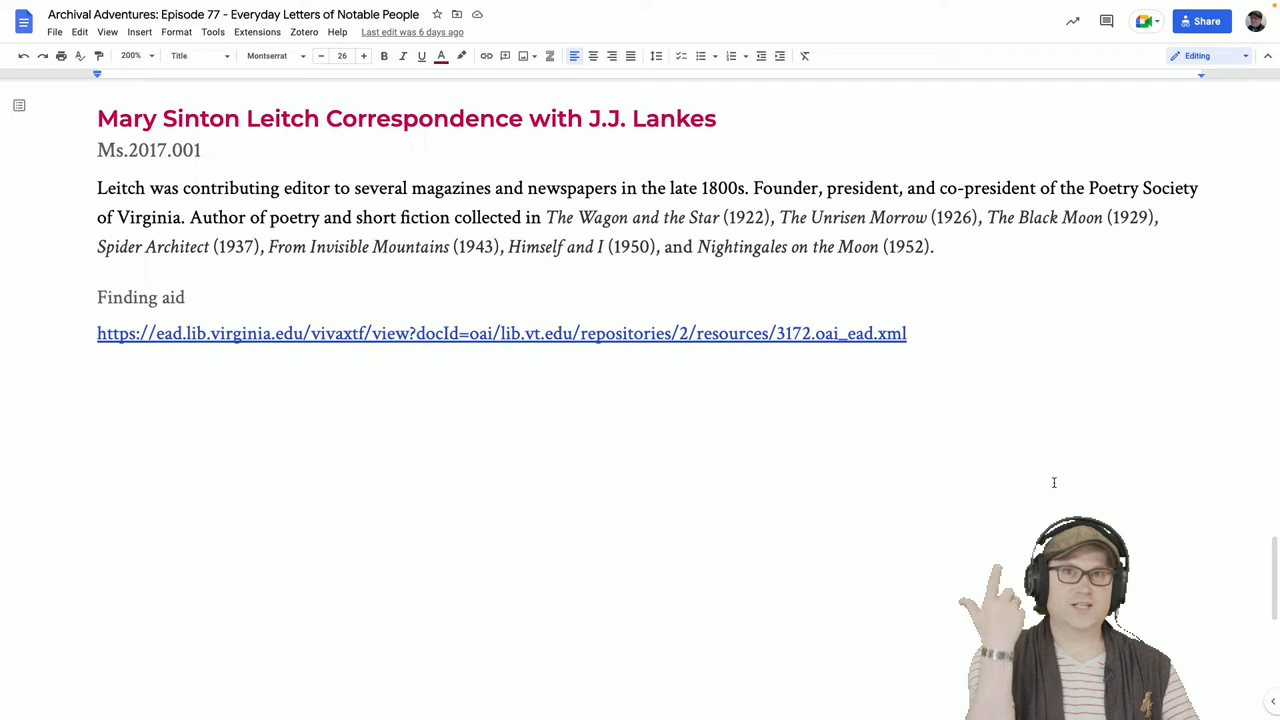 Archival Adventures: Episode 77 - Everyday Letters of Notable People
File Edit View Insert Format Tools Extensions Zotero Help Last edit was 6 days ago
Share
200% Title Montserrat 26 Editing
Mary Sinton Leitch Correspondence with J.J. Lankes
Ms.2017.001
Leitch was contributing editor to several magazines and newspapers in the late 1800s. Founder, president, and co-president of the Poetry Society
of Virginia. Author of poetry and short fiction collected in The Wagon and the Star (1922), The Unrisen Morrow (1926), The Black Moon (1929),
Spider Architect (1937), From Invisible Mountains (1943), Himself and I (1950), and Nightingales on the Moon (1952).
Finding aid
https://ead.lib.virginia.edu/vivaxtf/view?docId=oai/lib.vt.edu/repositories/2/resources/3172.oai_ead.xml